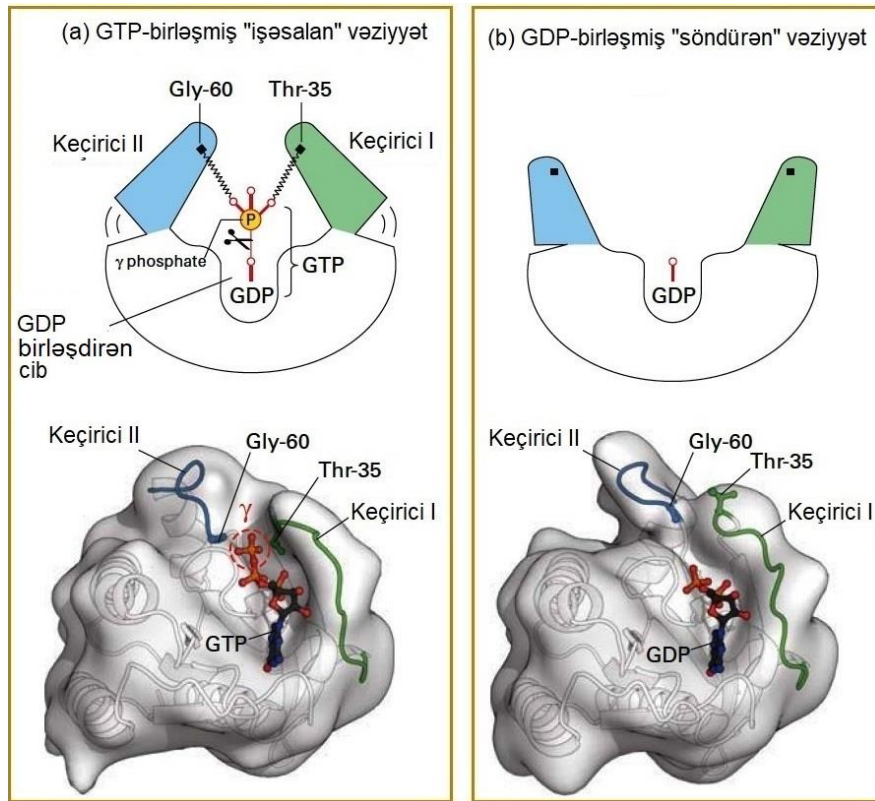 (a) GTP-birləşmiş "işəsalan" vəziyyət
Gly-60
Thr-35
Keçirici II
Keçirici I
P
γ phosphate
GTP
GDP
GDP
birləşdirən
cib
Keçirici II
Gly-60
Thr-35
γ
Keçirici I
GTP
(b) GDP-birləşmiş "söndürən" vəziyyət
GDP
Keçirici II
Gly-60
Thr-35
Keçirici I
GDP